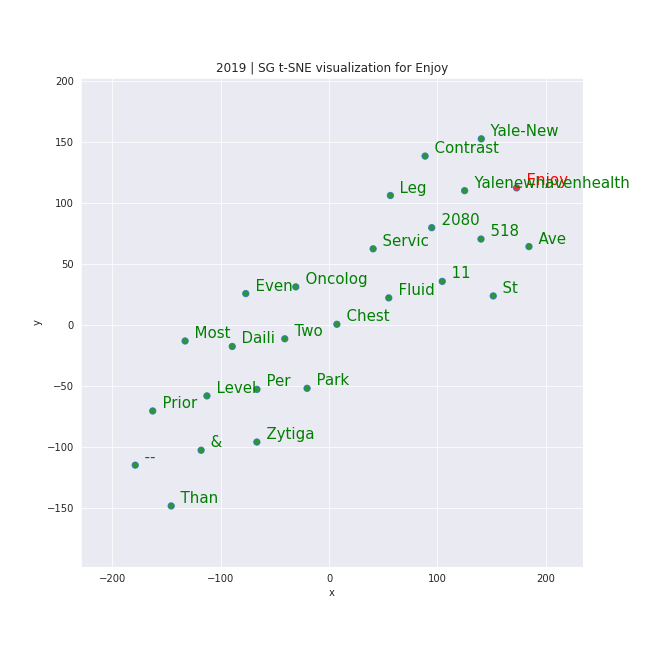 2019 | SG t-SNE visualization for Enjoy
200
Yale-New
150
Contrast
Enjoy
Yalenewhavenhealth
Leg
100
2080
518
Servic
Ave
50
11
Oncolog
Even
St
Fluid
Chest
0
Most
Two
Daili
Park
Per
Level
−50
Prior
Zytiga
&
−100
--
Than
−150
−200
−100
0
100
200
x
y